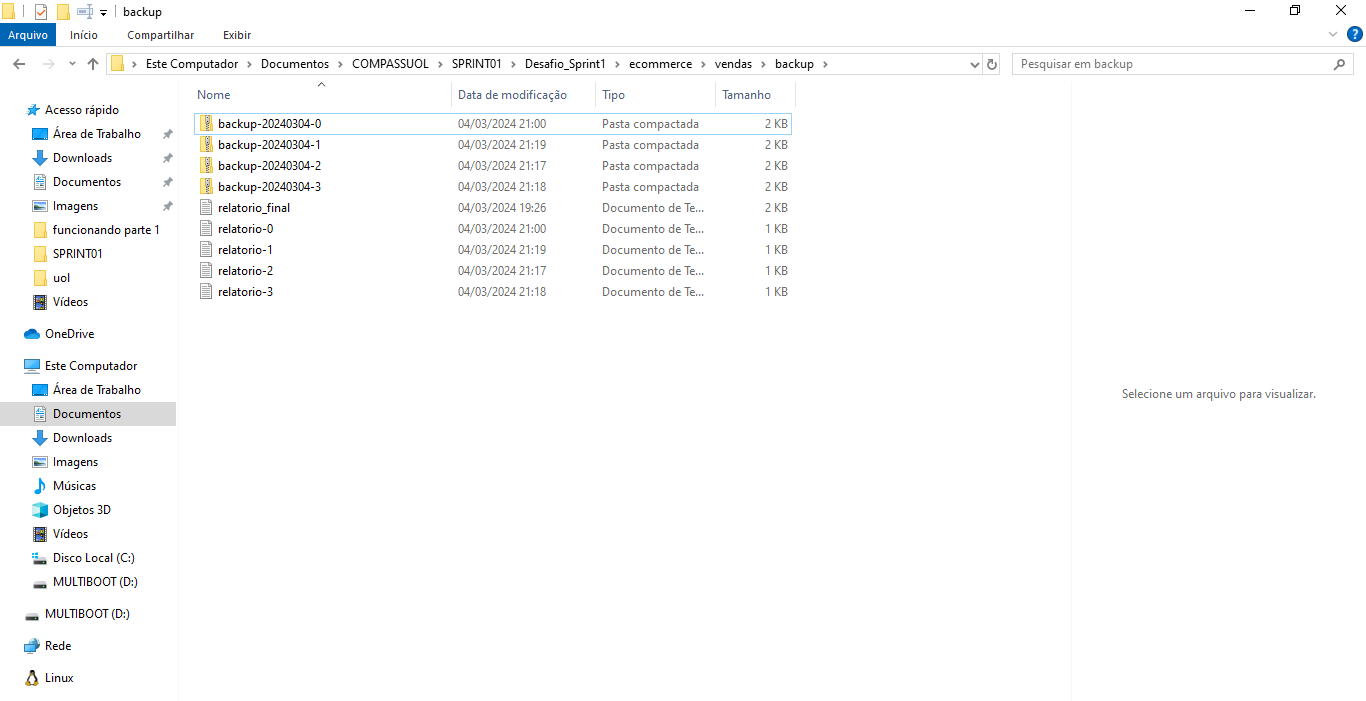 backup
Arquivo Início Compartilhar Exibir
Este Computador Documentos COMPASSUOL SPRINT01 Desafio_Sprint1 ecommerce vendas backup
Pesquisar em backup
Acesso rápido
Área de Trabalho
Downloads
Documentos
Imagens
funcionando parte 1
SPRINT01
uol
Vídeos
OneDrive
Este Computador
Área de Trabalho
Documentos
Downloads
Imagens
Músicas
Objetos 3D
Vídeos
Disco Local (C:)
MULTIBOOT (D:)
MULTIBOOT (D:)
Rede
Linux
Nome Data de modificação Tipo Tamanho
backup-20240304-0 04/03/2024 21:00 Pasta compactada 2 KB
backup-20240304-1 04/03/2024 21:19 Pasta compactada 2 KB
backup-20240304-2 04/03/2024 21:17 Pasta compactada 2 KB
backup-20240304-3 04/03/2024 21:18 Pasta compactada 2 KB
relatorio_final 04/03/2024 19:26 Documento de Te... 2 KB
relatorio-0 04/03/2024 21:00 Documento de Te... 1 KB
relatorio-1 04/03/2024 21:19 Documento de Te... 1 KB
relatorio-2 04/03/2024 21:17 Documento de Te... 1 KB
relatorio-3 04/03/2024 21:18 Documento de Te... 1 KB
Selecione um arquivo para visualizar.